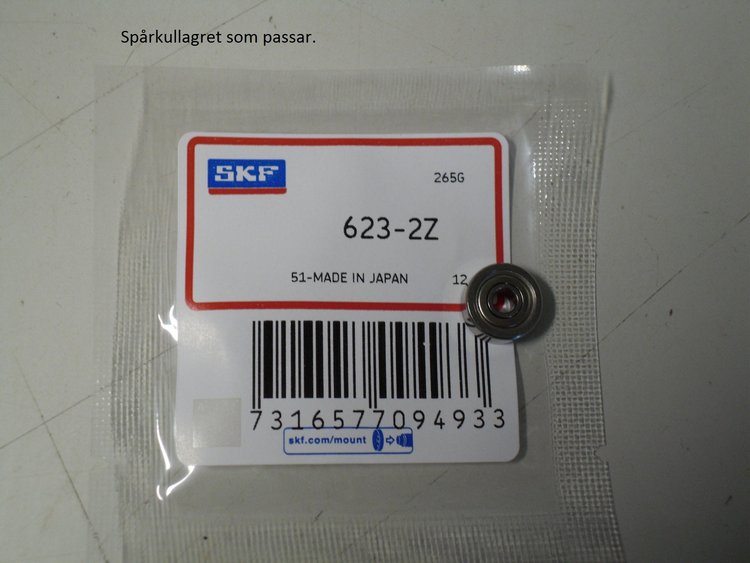 Spårkullagret som passar.
SKF
265G
623-2Z
51-MADE IN JAPAN
12
7316577094933
skf.com/mount